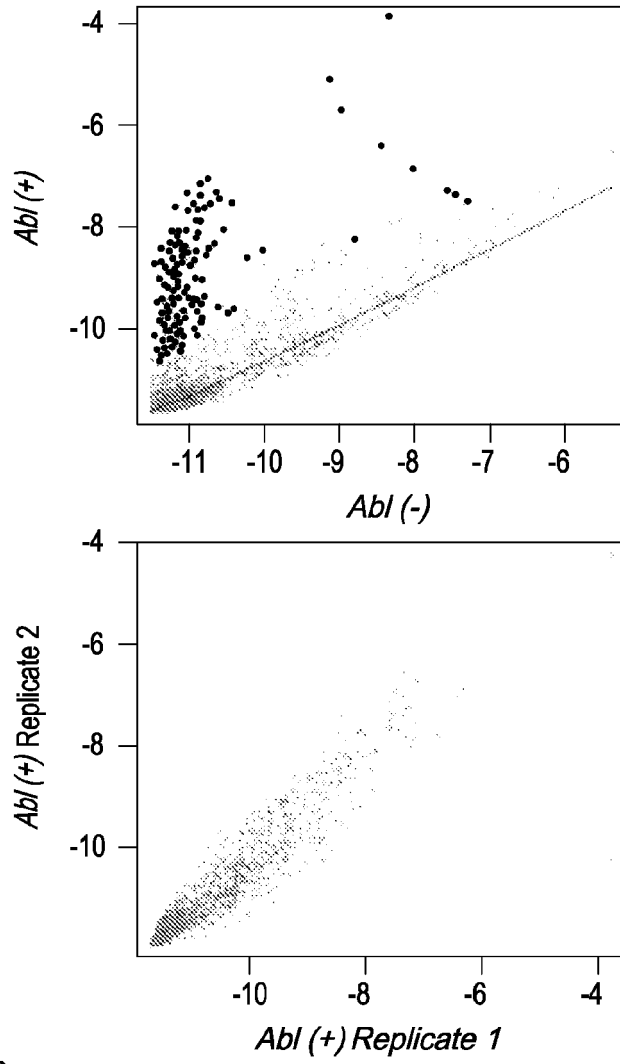 -4
-6
-8
-10
Abl (+)
-11 -10 -9 -8 -7 -6
Abl (-)
-4
-6
-8
-10
Abl (+) Replicate 2
-10 -8 -6 -4
Abl (+) Replicate 1